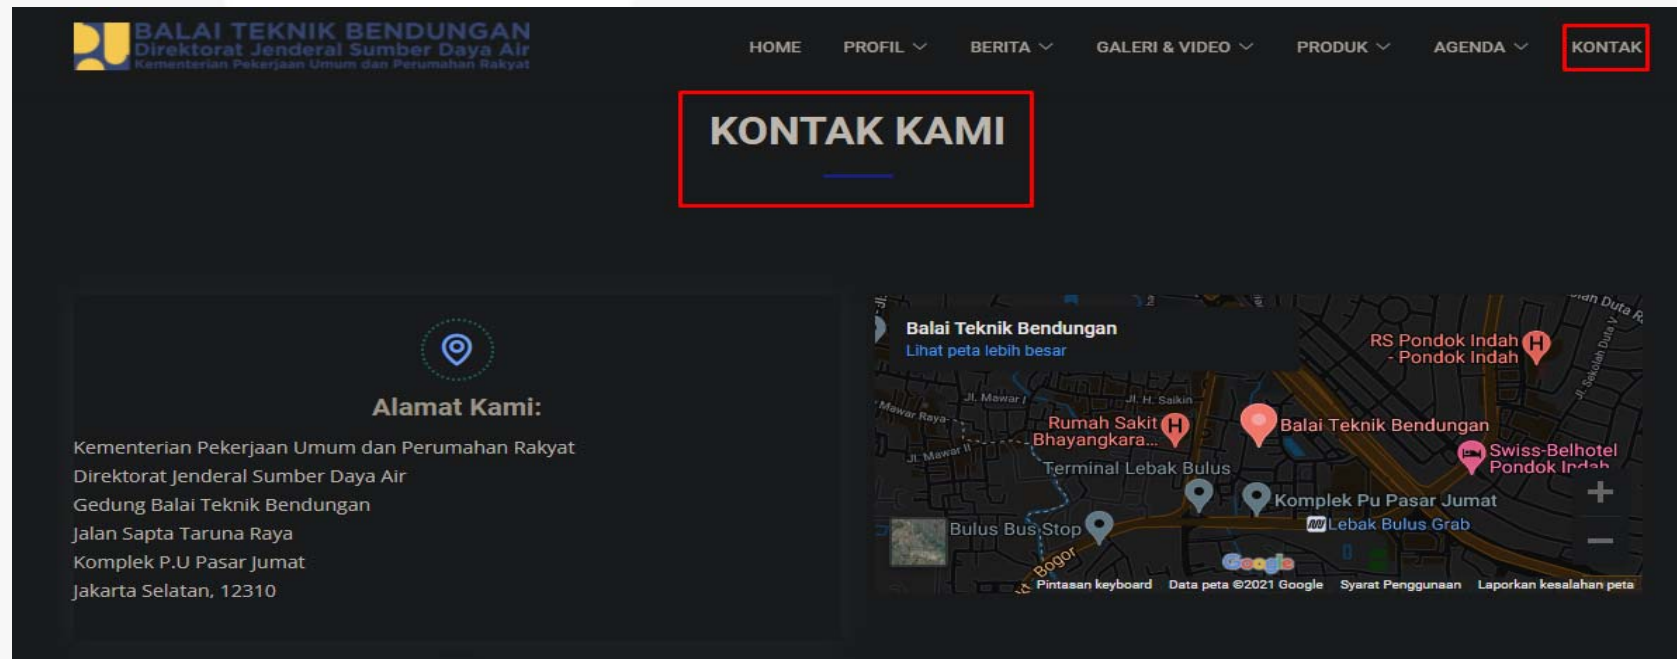 BALAI TEKNIK BENDUNGAN
Direktorat Jenderal Sumber Daya Air
Kementerian Pekerjaan Umum dan Perumahan Rakyat
HOME PROFIL BERITA GALERI & VIDEO PRODUK AGENDA KONTAK
KONTAK KAMI
Alamat Kami:
Kementerian Pekerjaan Umum dan Perumahan Rakyat
Direktorat Jenderal Sumber Daya Air
Gedung Balai Teknik Bendungan
Jalan Sapta Taruna Raya
Komplek P.U Pasar Jumat
Jakarta Selatan, 12310
Balai Teknik Bendungan
Lihat peta lebih besar
RS Pondok Indah
- Pondok Indah
Jl. Sekolah Duta V
Jl. Mawar I
Jl. H. Saikin
Mawar Raya
Rumah Sakit
Bhayangkara...
Balai Teknik Bendungan
Jl. Mawar II
Swiss-Belhotel
Pondok Indah
Terminal Lebak Bulus
Komplek Pu Pasar Jumat
Lebak Bulus Grab
Bulus Bus Stop
Bogor
Google
Pintasan keyboard Data peta ©2021 Google Syarat Penggunaan Laporkan kesalahan peta